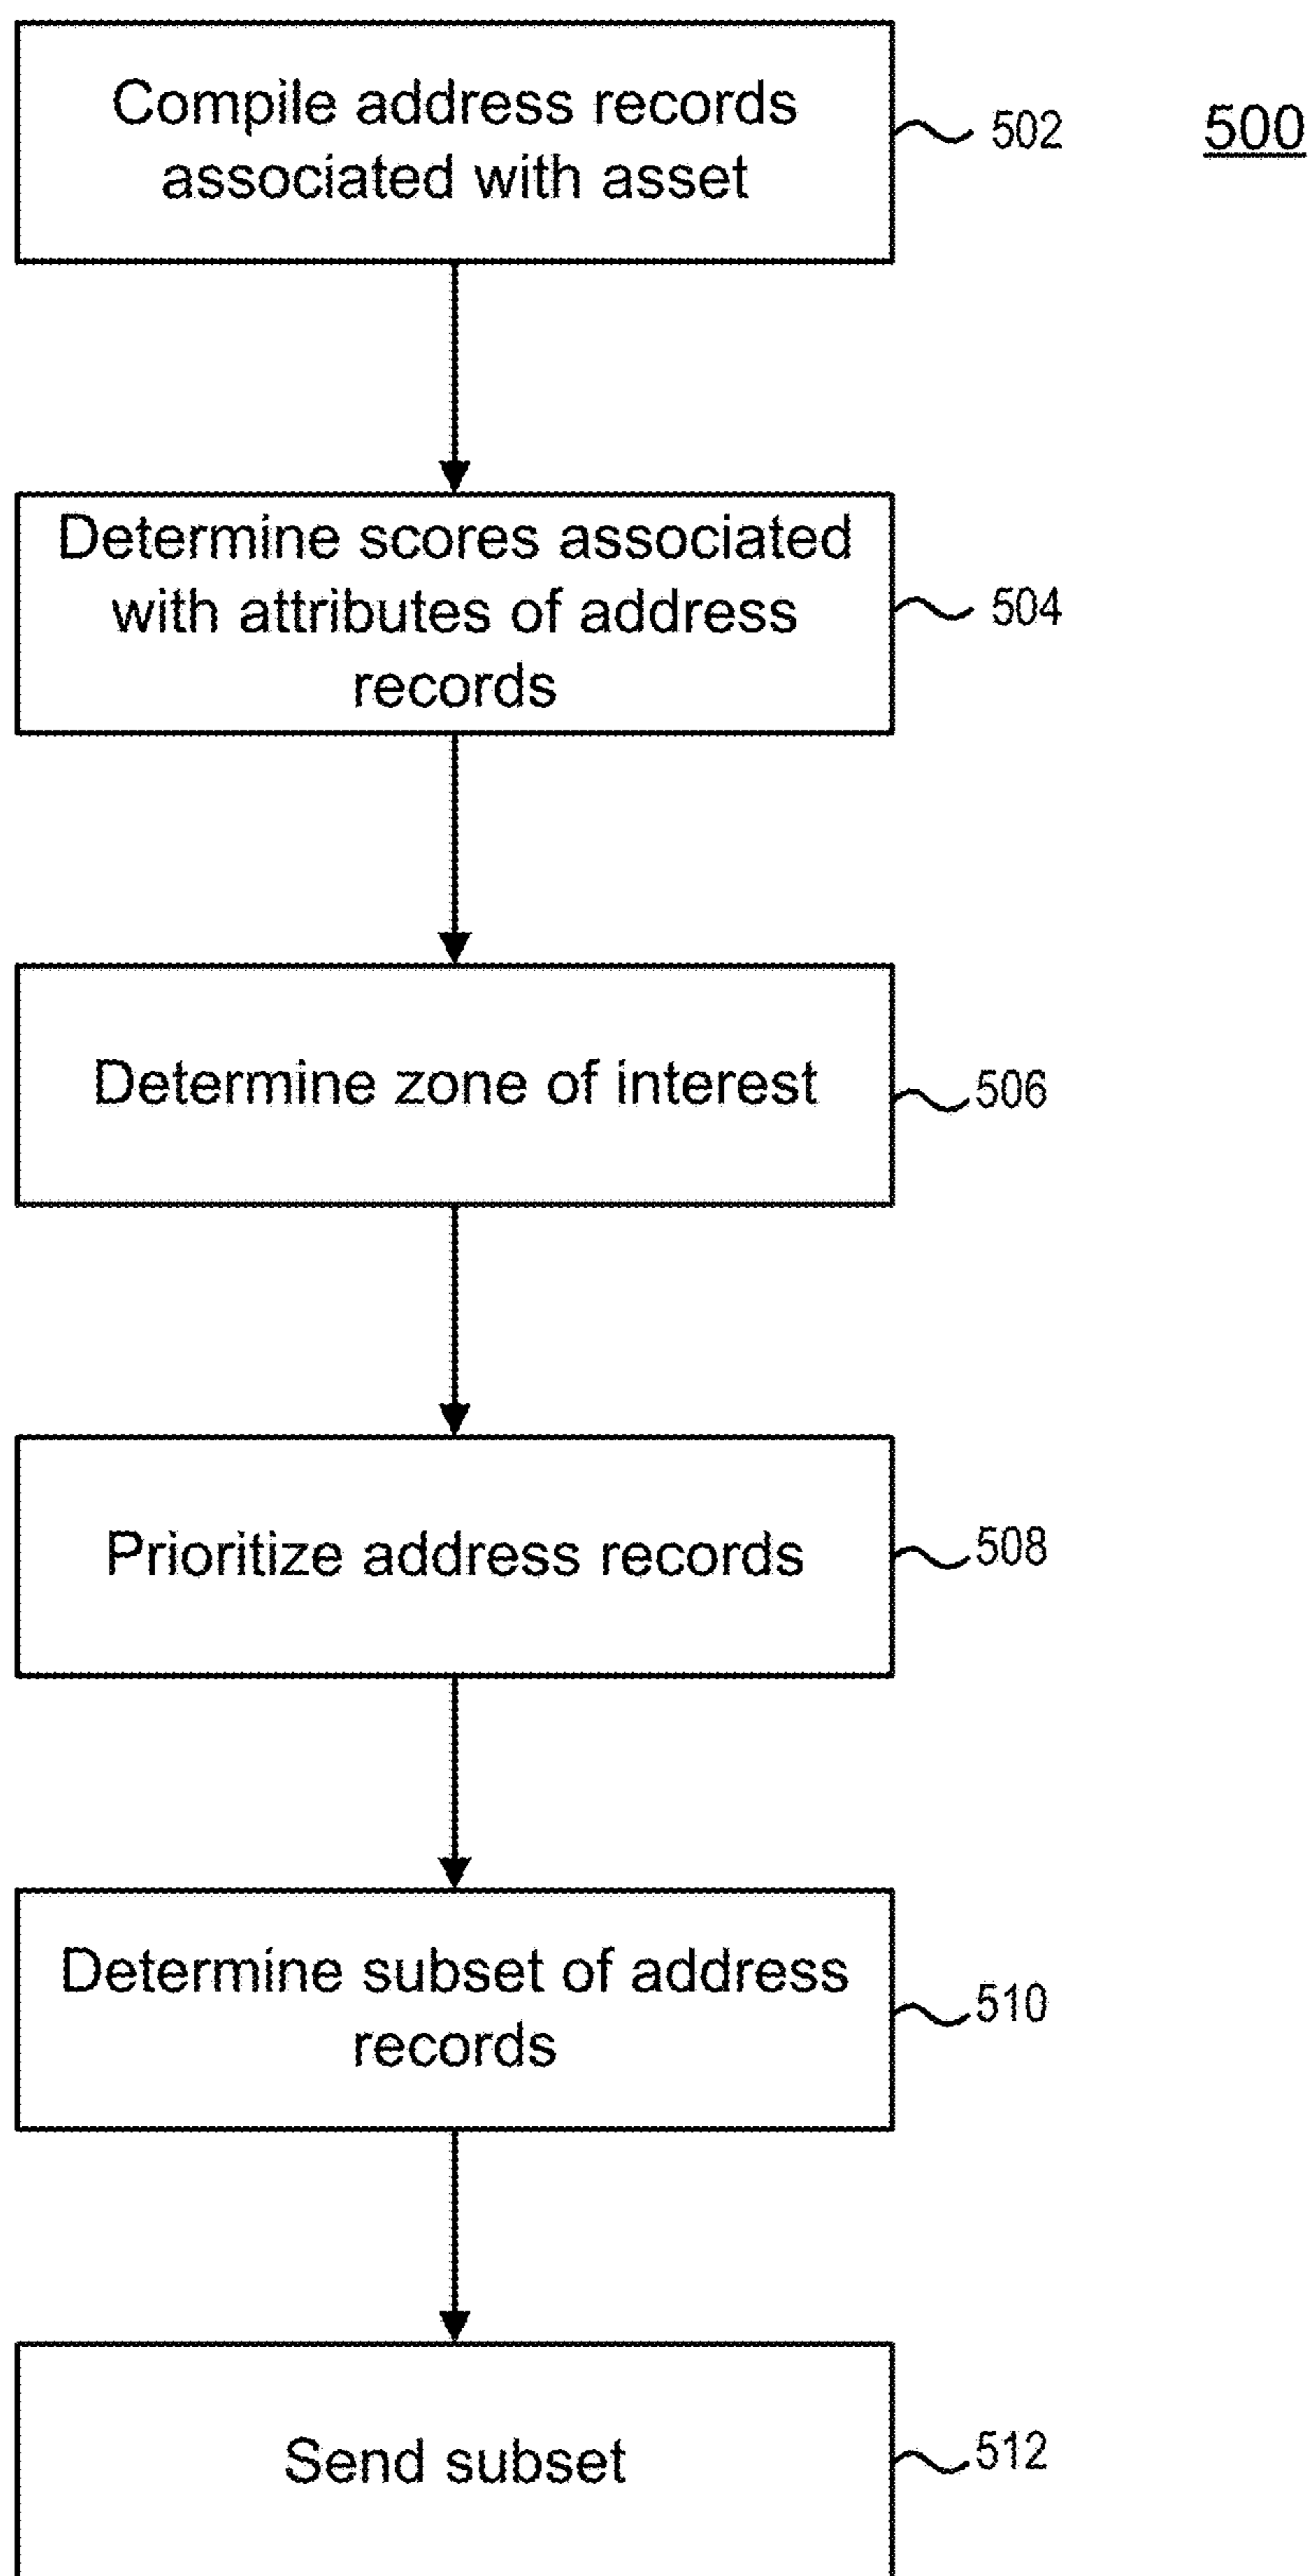 Compile address records
associated with asset
502
500
Determine scores associated
with attributes of address
records
504
Determine zone of interest
506
Prioritize address records
508
Determine subset of address
records
510
Send subset
512